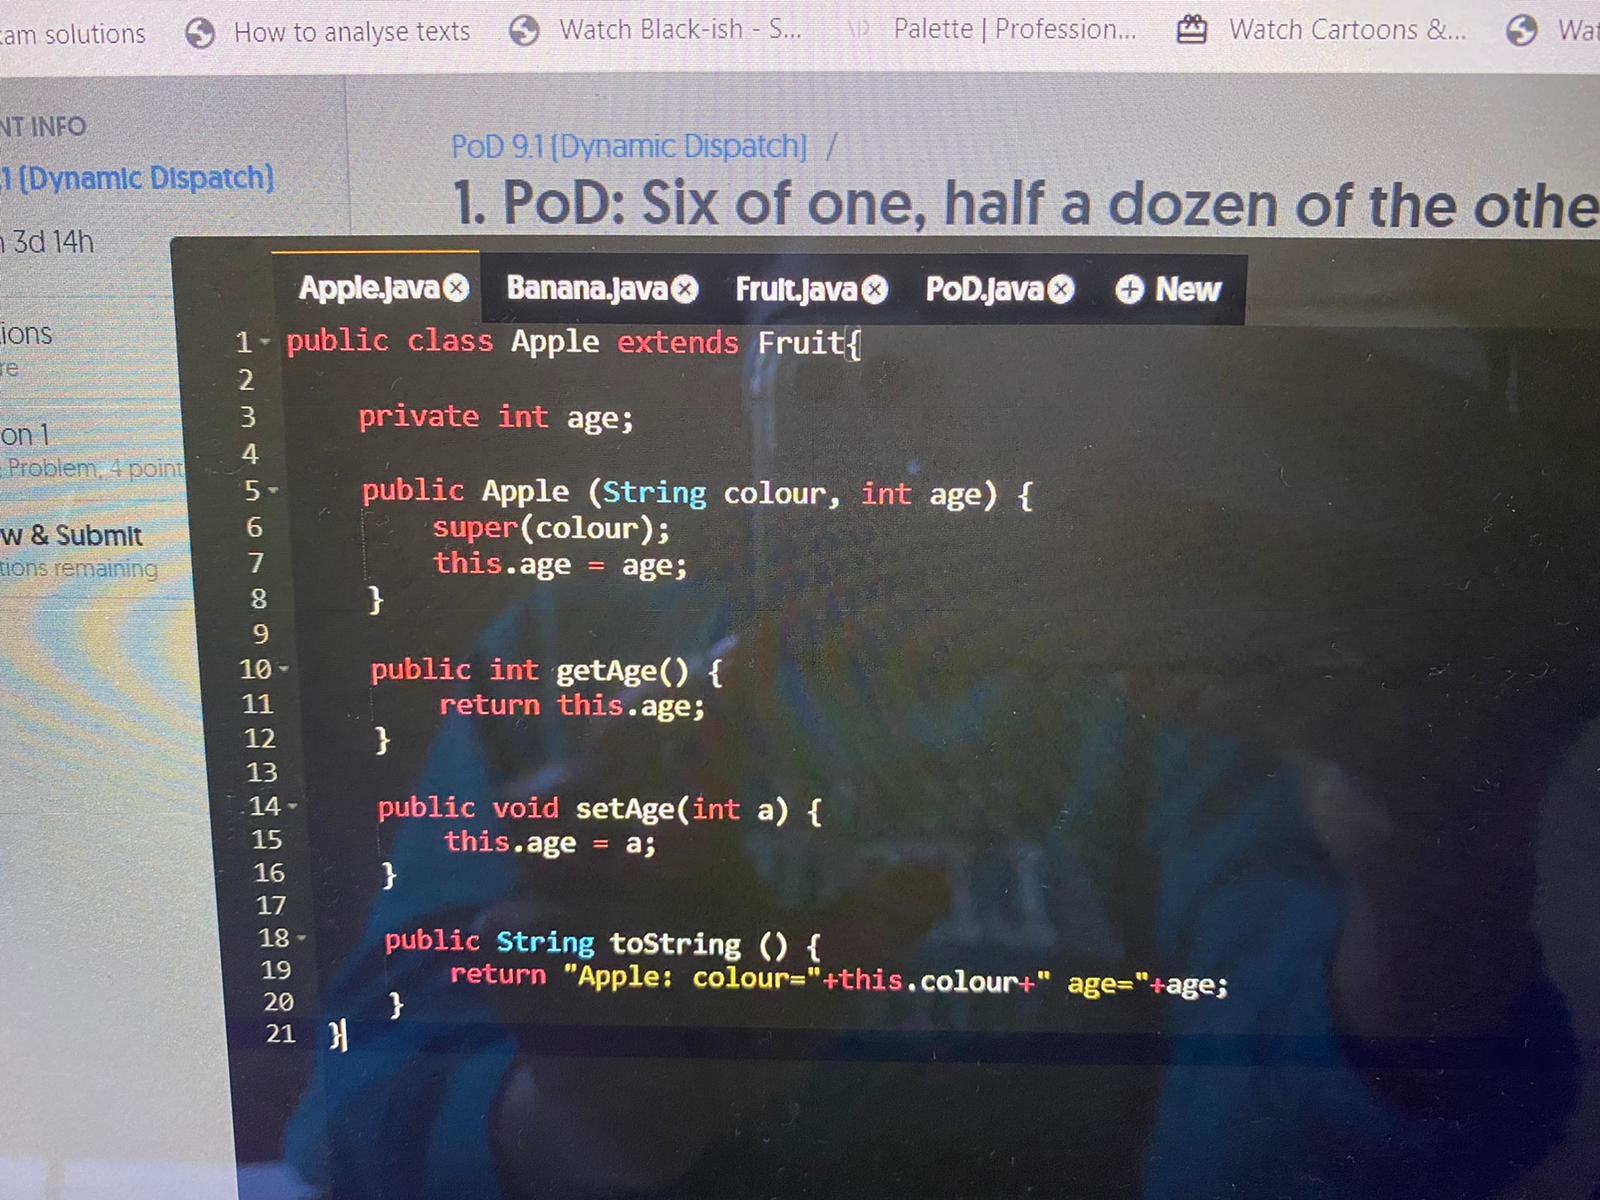 am solutions How to analyse texts Watch Black-ish - S... Palette | Profession... Watch Cartoons &...
NT INFO
1 (Dynamic Dispatch)
3d 14h
ions
re
on 1
Problem, 4 point
w & Submit
tions remaining
PoD 9.1 (Dynamic Dispatch) /
1. PoD: Six of one, half a dozen of the othe
Apple.java Banana.java Fruit.java PoD.java New
1 public class Apple extends Fruit{
2
3 private int age;
4
5 public Apple (String colour, int age) {
6 super(colour);
7 this.age = age;
8 }
9
10 public int getAge() {
11 return this.age;
12 }
13
14 public void setAge(int a) {
15 this.age = a;
16 }
17
18 public String toString () {
19 return "Apple: colour="+this.colour+" age="+age;
20 }
21 }